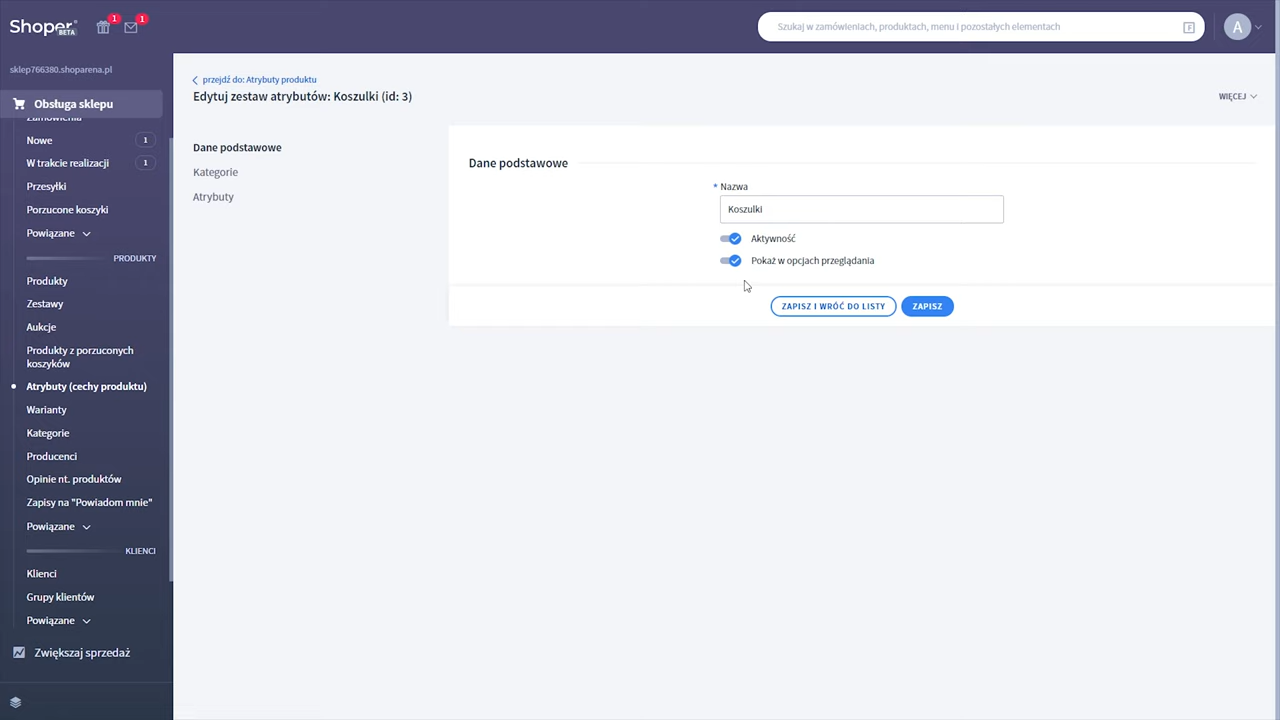 Shoper
BETA
1
1
Szukaj w zamówieniach, produktach, menu i pozostałych elementach
F
A
sklep766380.shoparena.pl
Obsługa sklepu
Zamówienia
Nowe 1
W trakcie realizacji 1
Przesyłki
Porzucone koszyki
Powiązane
PRODUKTY
Produkty
Zestawy
Aukcje
Produkty z porzuconych
koszyków
Atrybuty (cechy produktu)
Warianty
Kategorie
Producenci
Opinie nt. produktów
Zapisy na "Powiadom mnie"
Powiązane
KLIENCI
Klienci
Grupy klientów
Powiązane
Zwiększaj sprzedaż
przejdź do: Atrybuty produktu
Edytuj zestaw atrybutów: Koszulki (id: 3)
WIĘCEJ
Dane podstawowe
Kategorie
Atrybuty
Dane podstawowe
* Nazwa
Koszulki
Aktywność
Pokaż w opcjach przeglądania
ZAPISZ I WRÓĆ DO LISTY
ZAPISZ